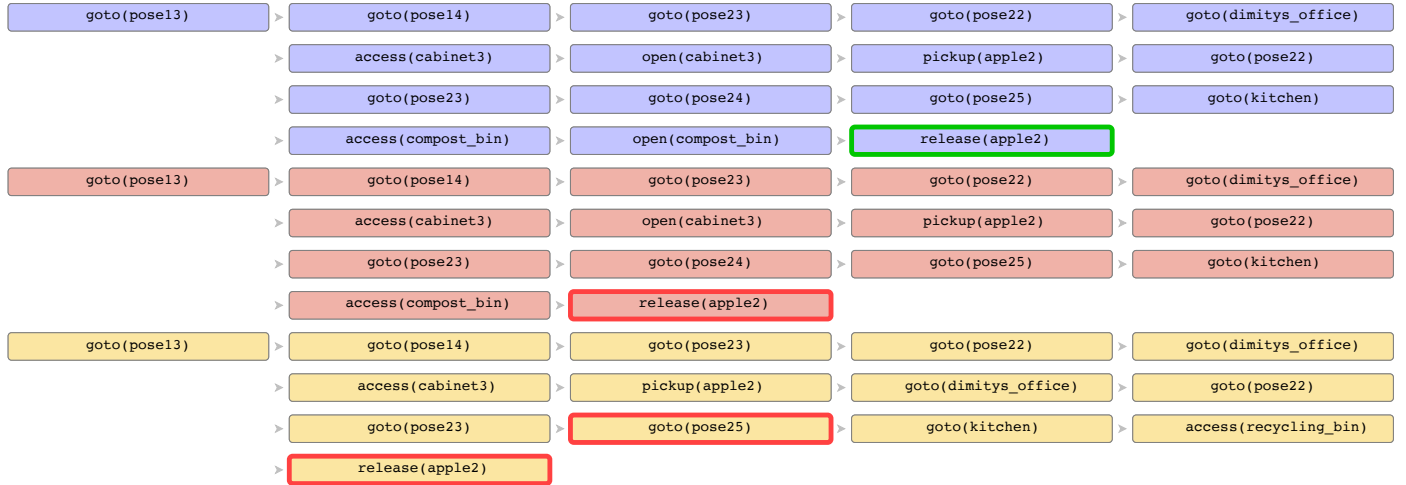 goto(pose13) goto(pose14) goto(pose23) goto(pose22) goto(dimitys_office)
access(cabinet3) open(cabinet3) pickup(apple2) goto(pose22)
goto(pose23) goto(pose24) goto(pose25) goto(kitchen)
access(compost_bin) open(compost_bin) release(apple2)
goto(pose13) goto(pose14) goto(pose23) goto(pose22) goto(dimitys_office)
access(cabinet3) open(cabinet3) pickup(apple2) goto(pose22)
goto(pose23) goto(pose24) goto(pose25) goto(kitchen)
access(compost_bin) release(apple2)
goto(pose13) goto(pose14) goto(pose23) goto(pose22) goto(dimitys_office)
access(cabinet3) pickup(apple2) goto(dimitys_office) goto(pose22)
goto(pose23) goto(pose25) goto(kitchen) access(recycling_bin)
release(apple2)